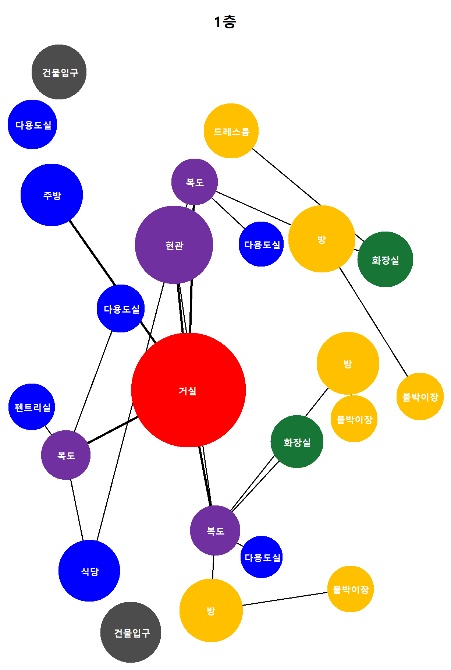 1층
건물입구
다용도실
드레스룸
복도
주방
현관
다용도실
방
화장실
다용도실
거실
방
붙박이장
펜트리실
붙박이장
화장실
복도
복도
다용도실
식당
붙박이장
방
건물입구